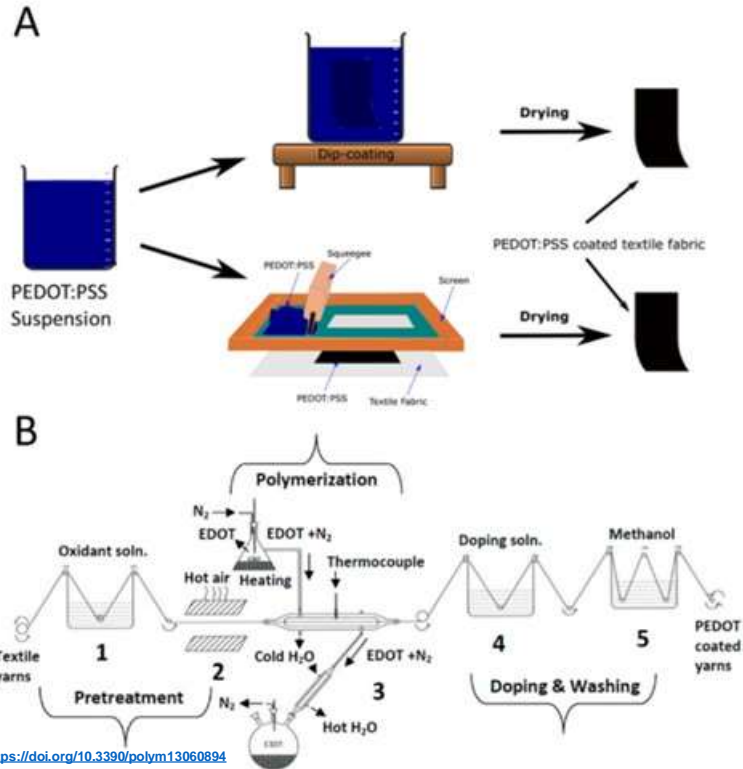 A
Dip-coating
Drying
PEDOT:PSS
Suspension
PEDOT:PSS coated textile fabric
PEDOT:PSS
Squeegee
Screen
Drying
PEDOT:PSS
Textile Fabric
B
Polymerization
N2
EDOT
EDOT +N2
Oxidant soln.
Hot air
Heating
Thermocouple
Doping soln.
Methanol
Textile
yarns
1
2
Cold H2O
EDOT +N2
3
4
5
PEDOT
coated
yarns
Pretreatment
N2
Hot H2O
EDOT
Doping & Washing
ps://doi.org/10.3390/polym13060894